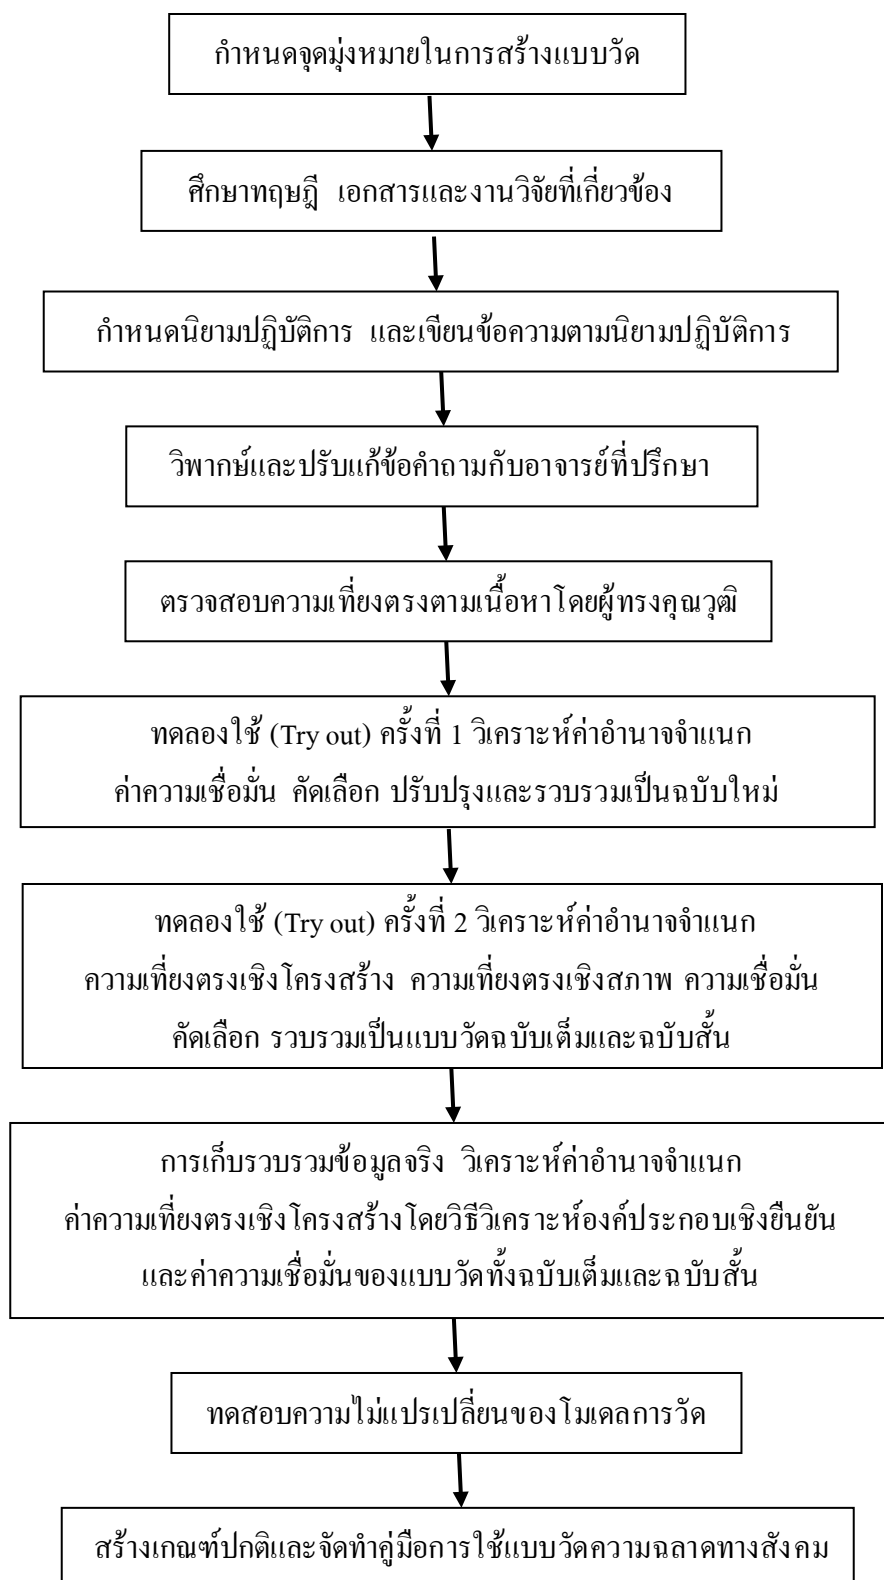 กำหนดจุดมุ่งหมายในการสร้างแบบวัด
ศึกษาทฤษฎี เอกสารและงานวิจัยที่เกี่ยวข้อง
กำหนดนิยามปฏิบัติการ และเขียนข้อความตามนิยามปฏิบัติการ
วิพากษ์และปรับแก้ข้อคำถามกับอาจารย์ที่ปรึกษา
ตรวจสอบความเที่ยงตรงตามเนื้อหาโดยผู้ทรงคุณวุฒิ
ทดลองใช้ (Try out) ครั้งที่ 1 วิเคราะห์ค่าอำนาจจำแนก
ค่าความเชื่อมั่น คัดเลือก ปรับปรุงและรวบรวมเป็นฉบับใหม่
ทดลองใช้ (Try out) ครั้งที่ 2 วิเคราะห์ค่าอำนาจจำแนก
ความเที่ยงตรงเชิงโครงสร้าง ความเที่ยงตรงเชิงสภาพ ความเชื่อมั่น
คัดเลือก รวบรวมเป็นแบบวัดฉบับเต็มและฉบับสั้น
การเก็บรวบรวมข้อมูลจริง วิเคราะห์ค่าอำนาจจำแนก
ค่าความเที่ยงตรงเชิงโครงสร้างโดยวิธีวิเคราะห์องค์ประกอบเชิงยืนยัน
และค่าความเชื่อมั่นของแบบวัดทั้งฉบับเต็มและฉบับสั้น
ทดสอบความไม่แปรเปลี่ยนของโมเดลการวัด
สร้างเกณฑ์ปกติและจัดทำคู่มือการใช้แบบวัดความฉลาดทางสังคม